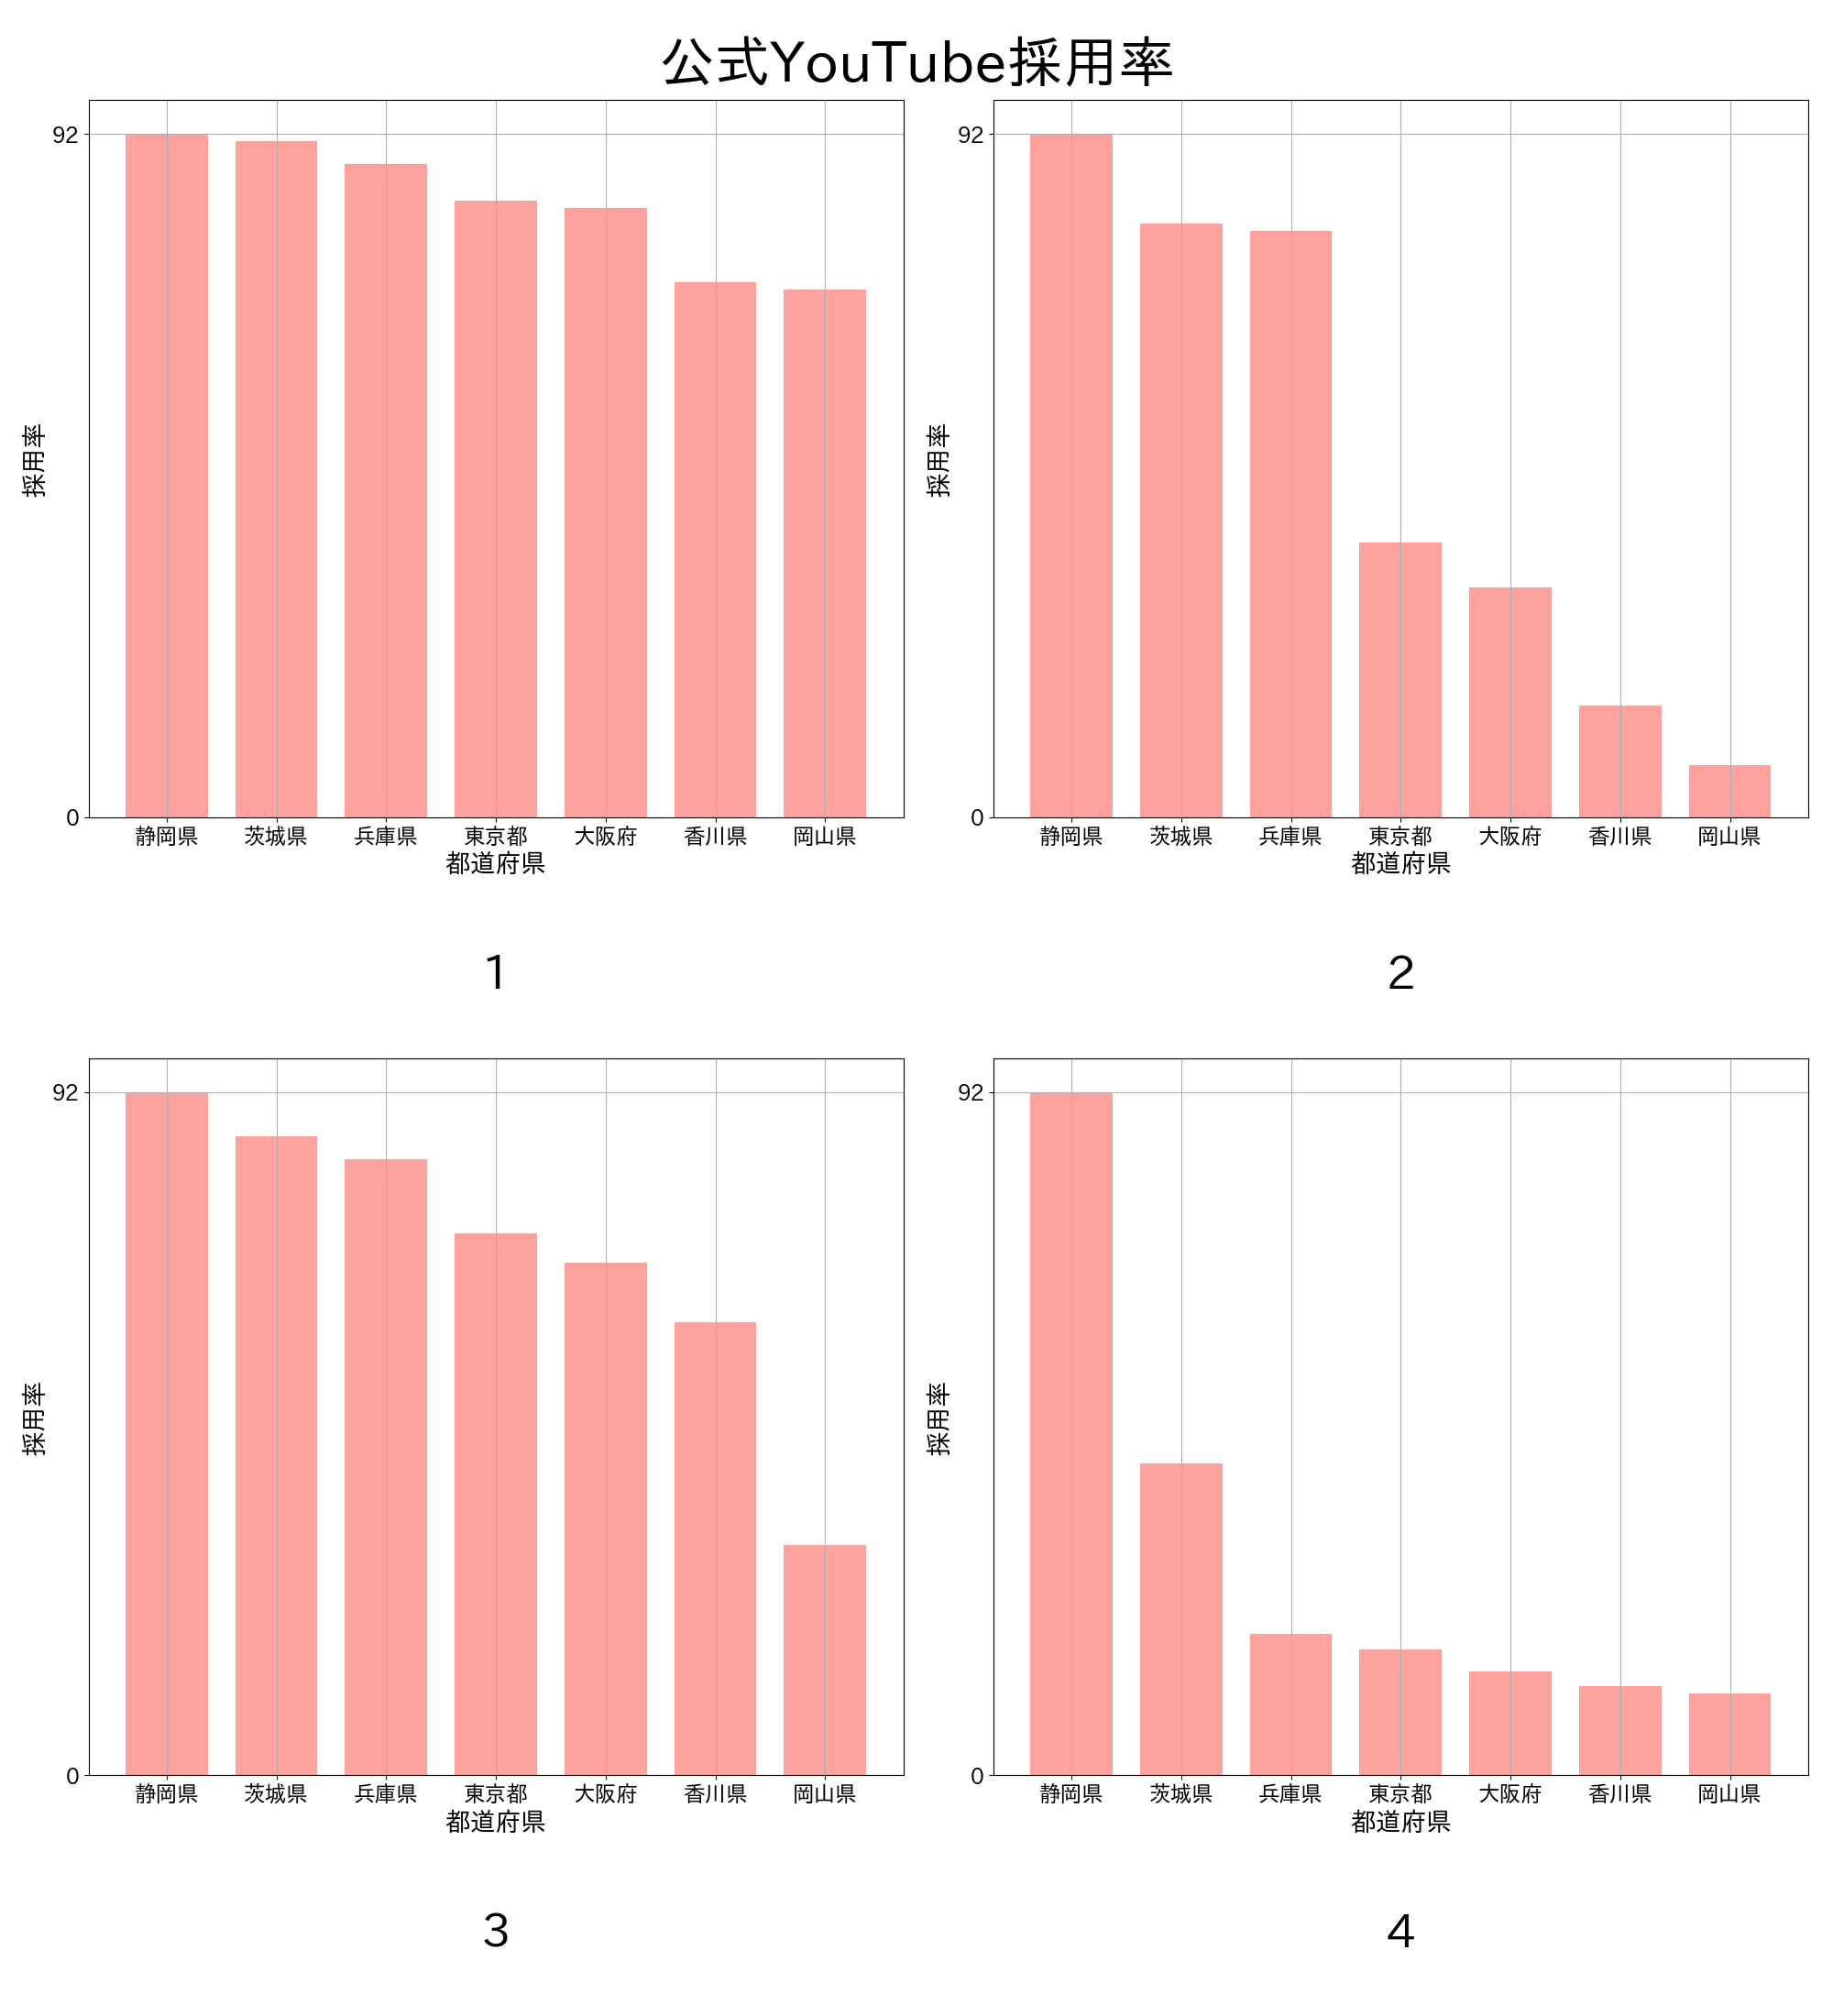 公式YouTube採用率
92
0
採用率
静岡県 茨城県 兵庫県 東京都 大阪府 香川県 岡山県
都道府県
1
92
0
採用率
静岡県 茨城県 兵庫県 東京都 大阪府 香川県 岡山県
都道府県
2
92
0
採用率
静岡県 茨城県 兵庫県 東京都 大阪府 香川県 岡山県
都道府県
3
92
0
採用率
静岡県 茨城県 兵庫県 東京都 大阪府 香川県 岡山県
都道府県
4